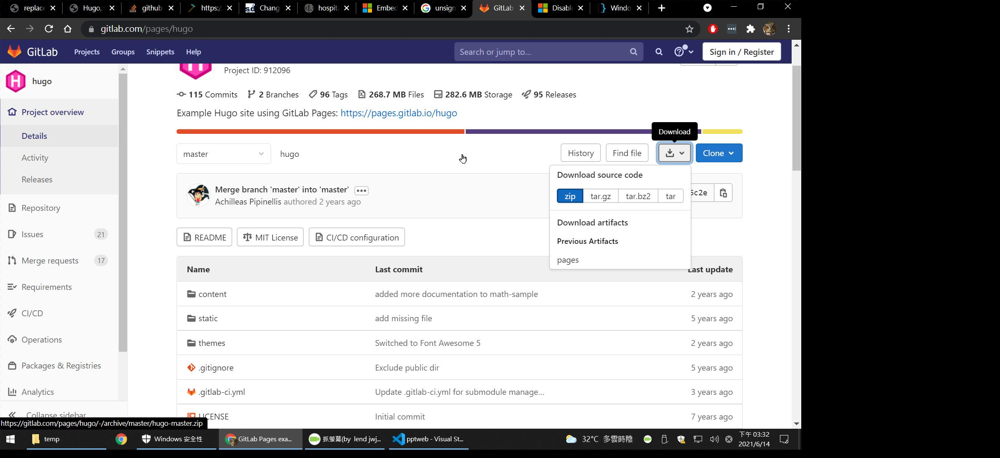 replac
Hugo,
github
https:/
Chang
hospit
Embed
unsign
GitLab
Disabl
Windo
gitlab.com/pages/hugo
GitLab Projects Groups Snippets Help
Search or jump to...
Sign in / Register
hugo
Project overview
Details
Activity
Releases
Repository
Issues 21
Merge requests 17
Requirements
CI/CD
Operations
Packages & Registries
Analytics
Collapse sidebar
Project ID: 912096
115 Commits 2 Branches 96 Tags 268.7 MB Files 282.6 MB Storage 95 Releases
Example Hugo site using GitLab Pages: https://pages.gitlab.io/hugo
Download
master
hugo
History
Find file
Clone
Download source code
zip tar.gz tar.bz2 tar
Download artifacts
Previous Artifacts
pages
Merge branch 'master' into 'master'
Achilleas Pipinellis authored 2 years ago
6c2e
README
MIT License
CI/CD configuration
Name Last commit Last update
content added more documentation to math-sample 2 years ago
static add missing file 5 years ago
themes Switched to Font Awesome 5 2 years ago
.gitignore Exclude public dir 5 years ago
.gitlab-ci.yml Update .gitlab-ci.yml for submodule manage... 3 years ago
LICENSE Initial commit 7 years ago
https://gitlab.com/pages/hugo/-/archive/master/hugo-master.zip
temp
Windows 安全性
GitLab Pages exa...
抓螢幕(by lend jwj...
pptweb - Visual St...
32°C 多雲時陰
下午 03:32
2021/6/14